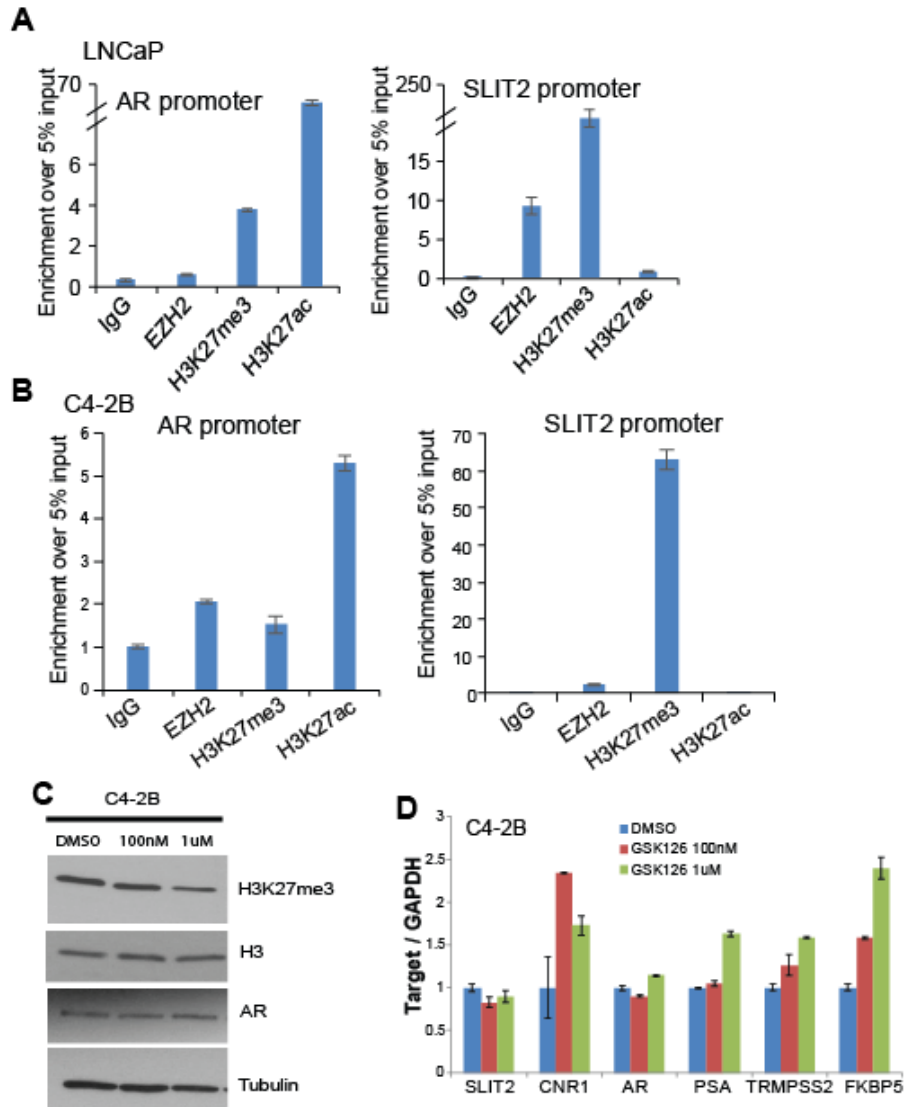 A
LNCaP
AR promoter
Enrichment over 5% input
70
6
4
2
0
IgG
EZH2
H3K27me3
H3K27ac
SLIT2 promoter
Enrichment over 5% input
250
15
10
5
0
IgG
EZH2
H3K27me3
H3K27ac
B
C4-2B
AR promoter
Enrichment over 5% input
6
5
4
3
2
1
0
IgG
EZH2
H3K27me3
H3K27ac
SLIT2 promoter
Enrichment over 5% input
70
60
50
40
30
20
10
0
IgG
EZH2
H3K27me3
H3K27ac
C
C4-2B
DMSO 100nM 1uM
H3K27me3
H3
AR
Tubulin
D
C4-2B
DMSO
GSK126 100nM
GSK126 1uM
Target / GAPDH
3
2.5
2
1.5
1
0.5
0
SLIT2 CNR1 AR PSA TRMPSS2 FKBP5